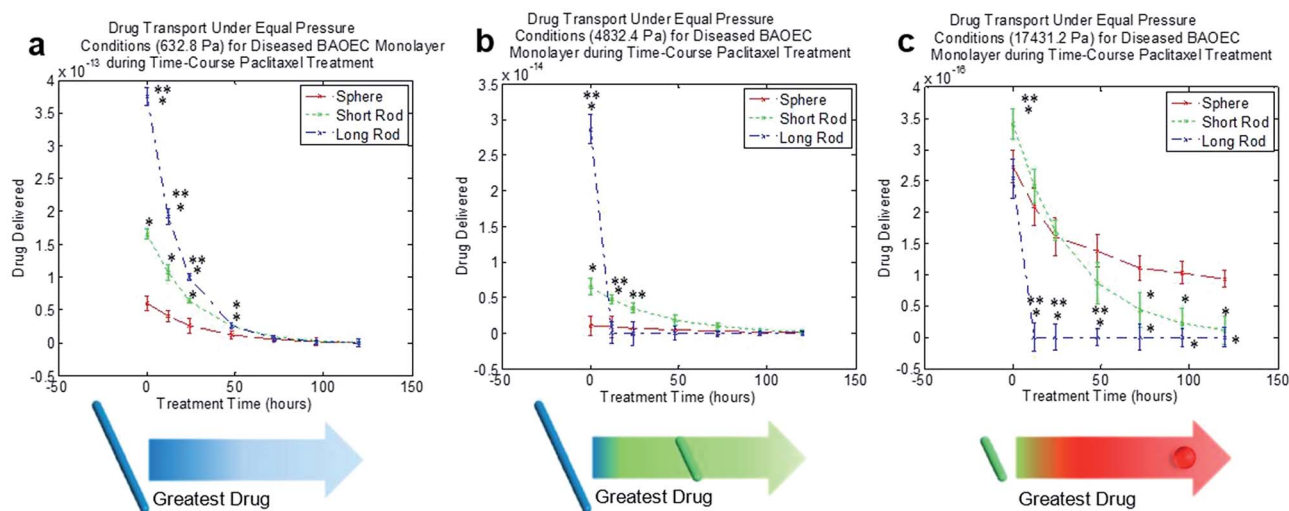 a
Drug Transport Under Equal Pressure
Conditions (632.8 Pa) for Diseased BAOEC Monolayer
during Time-Course Paclitaxel Treatment
x 10⁻¹³
4
3.5
3
2.5
2
1.5
1
0.5
0
-0.5
Drug Delivered
Sphere
Short Rod
Long Rod
**
*
**
*
*
*
**
*
*
*
*
-50
0
50
100
150
Treatment Time (hours)
Greatest Drug
b
Drug Transport Under Equal Pressure
Conditions (4832.4 Pa) for Diseased BAOEC
Monolayer during Time-Course Paclitaxel Treatment
x 10⁻¹⁴
3.5
3
2.5
2
1.5
1
0.5
0
-0.5
Drug Delivered
Sphere
Short Rod
Long Rod
**
*
*
**
*
**
-50
0
50
100
150
Treatment Time (hours)
Greatest Drug
c
Drug Transport Under Equal Pressure
Conditions (17431.2 Pa) for Diseased BAOEC
Monolayer during Time-Course Paclitaxel Treatment
x 10⁻¹⁶
4
3.5
3
2.5
2
1.5
1
0.5
0
-0.5
Drug Delivered
Sphere
Short Rod
Long Rod
**
*
**
*
**
*
**
*
*
*
*
*
*
*
-50
0
50
100
150
Treatment Time (hours)
Greatest Drug